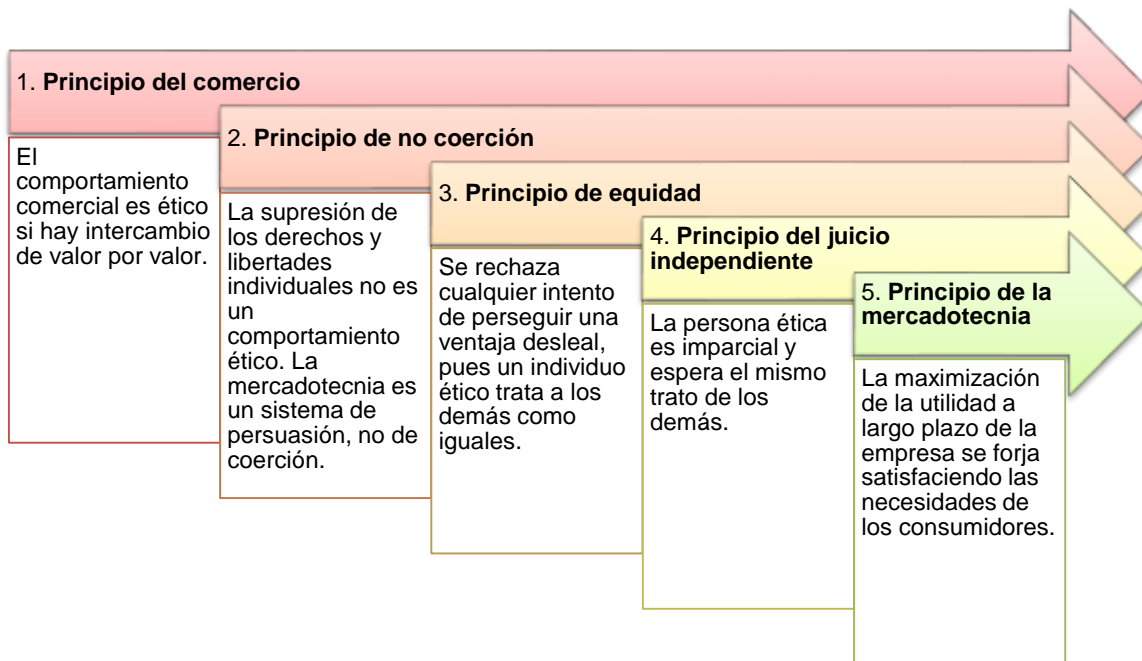 1. Principio del comercio
El
comportamiento
comercial es ético
si hay intercambio
de valor por valor.
2. Principio de no coerción
La supresión de
los derechos y
libertades
individuales no es
un
comportamiento
ético. La
mercadotecnia es
un sistema de
persuasión, no de
coerción.
3. Principio de equidad
Se rechaza
cualquier intento
de perseguir una
ventaja desleal,
pues un individuo
ético trata a los
demás como
iguales.
4. Principio del juicio
independiente
La persona ética
es imparcial y
espera el mismo
trato de los
demás.
5. Principio de la
mercadotecnia
La maximización
de la utilidad a
largo plazo de la
empresa se forja
satisfaciendo las
necesidades de
los consumidores.